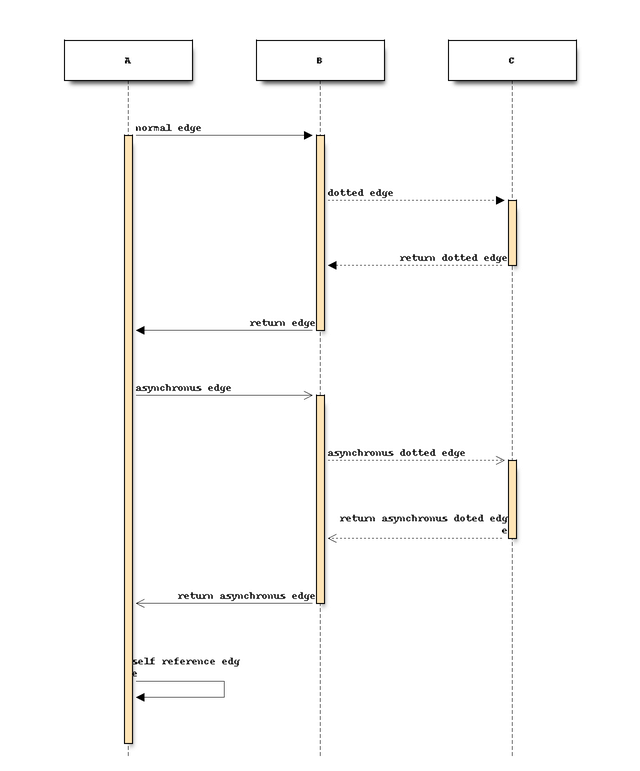 A
B
C
normal edge
dotted edge
return dotted edge
return edge
asynchronus edge
asynchronus dotted edge
return asynchronus doted edg
e
return asynchronus edge
self reference edg
e